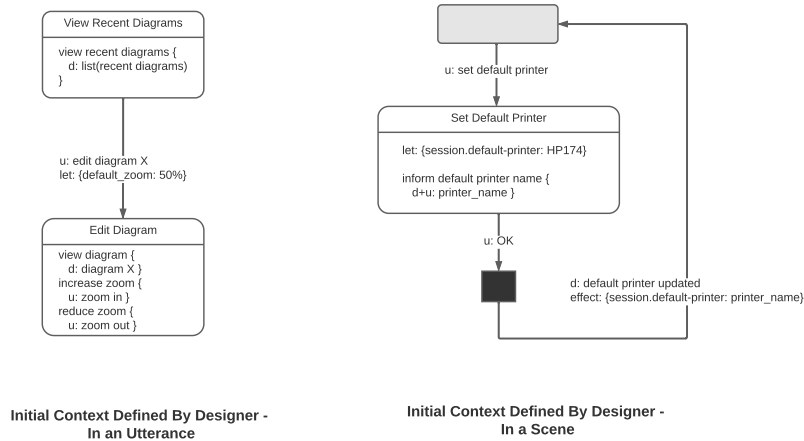 View Recent Diagrams
view recent diagrams {
d: list(recent diagrams)
}
u: edit diagram X
let: {default_zoom: 50%}
Edit Diagram
view diagram {
d: diagram X }
increase zoom {
u: zoom in }
reduce zoom {
u: zoom out }
Initial Context Defined By Designer -
In an Utterance
u: set default printer
Set Default Printer
let: {session.default-printer: HP174}
inform default printer name {
d+u: printer_name }
u: OK
d: default printer updated
effect: {session.default-printer: printer_name}
Initial Context Defined By Designer -
In a Scene